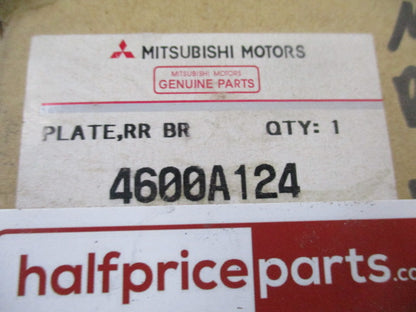 MITSUBISHI MOTORS
MITSUBISHI MOTORS
GENUINE PARTS
PLATE,RR BR QTY: 1
4600A124
halfpriceparts.co